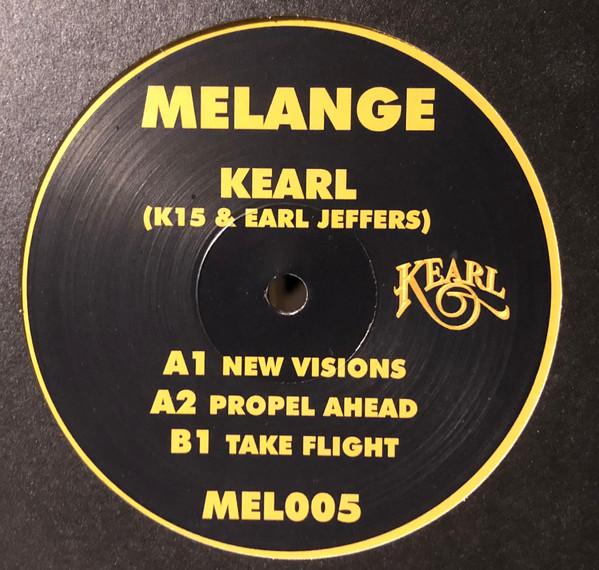 MELANGE
KEARL
(K15 & EARL JEFFERS)
KEARL
A1 NEW VISIONS
A2 PROPEL AHEAD
B1 TAKE FLIGHT
MEL005